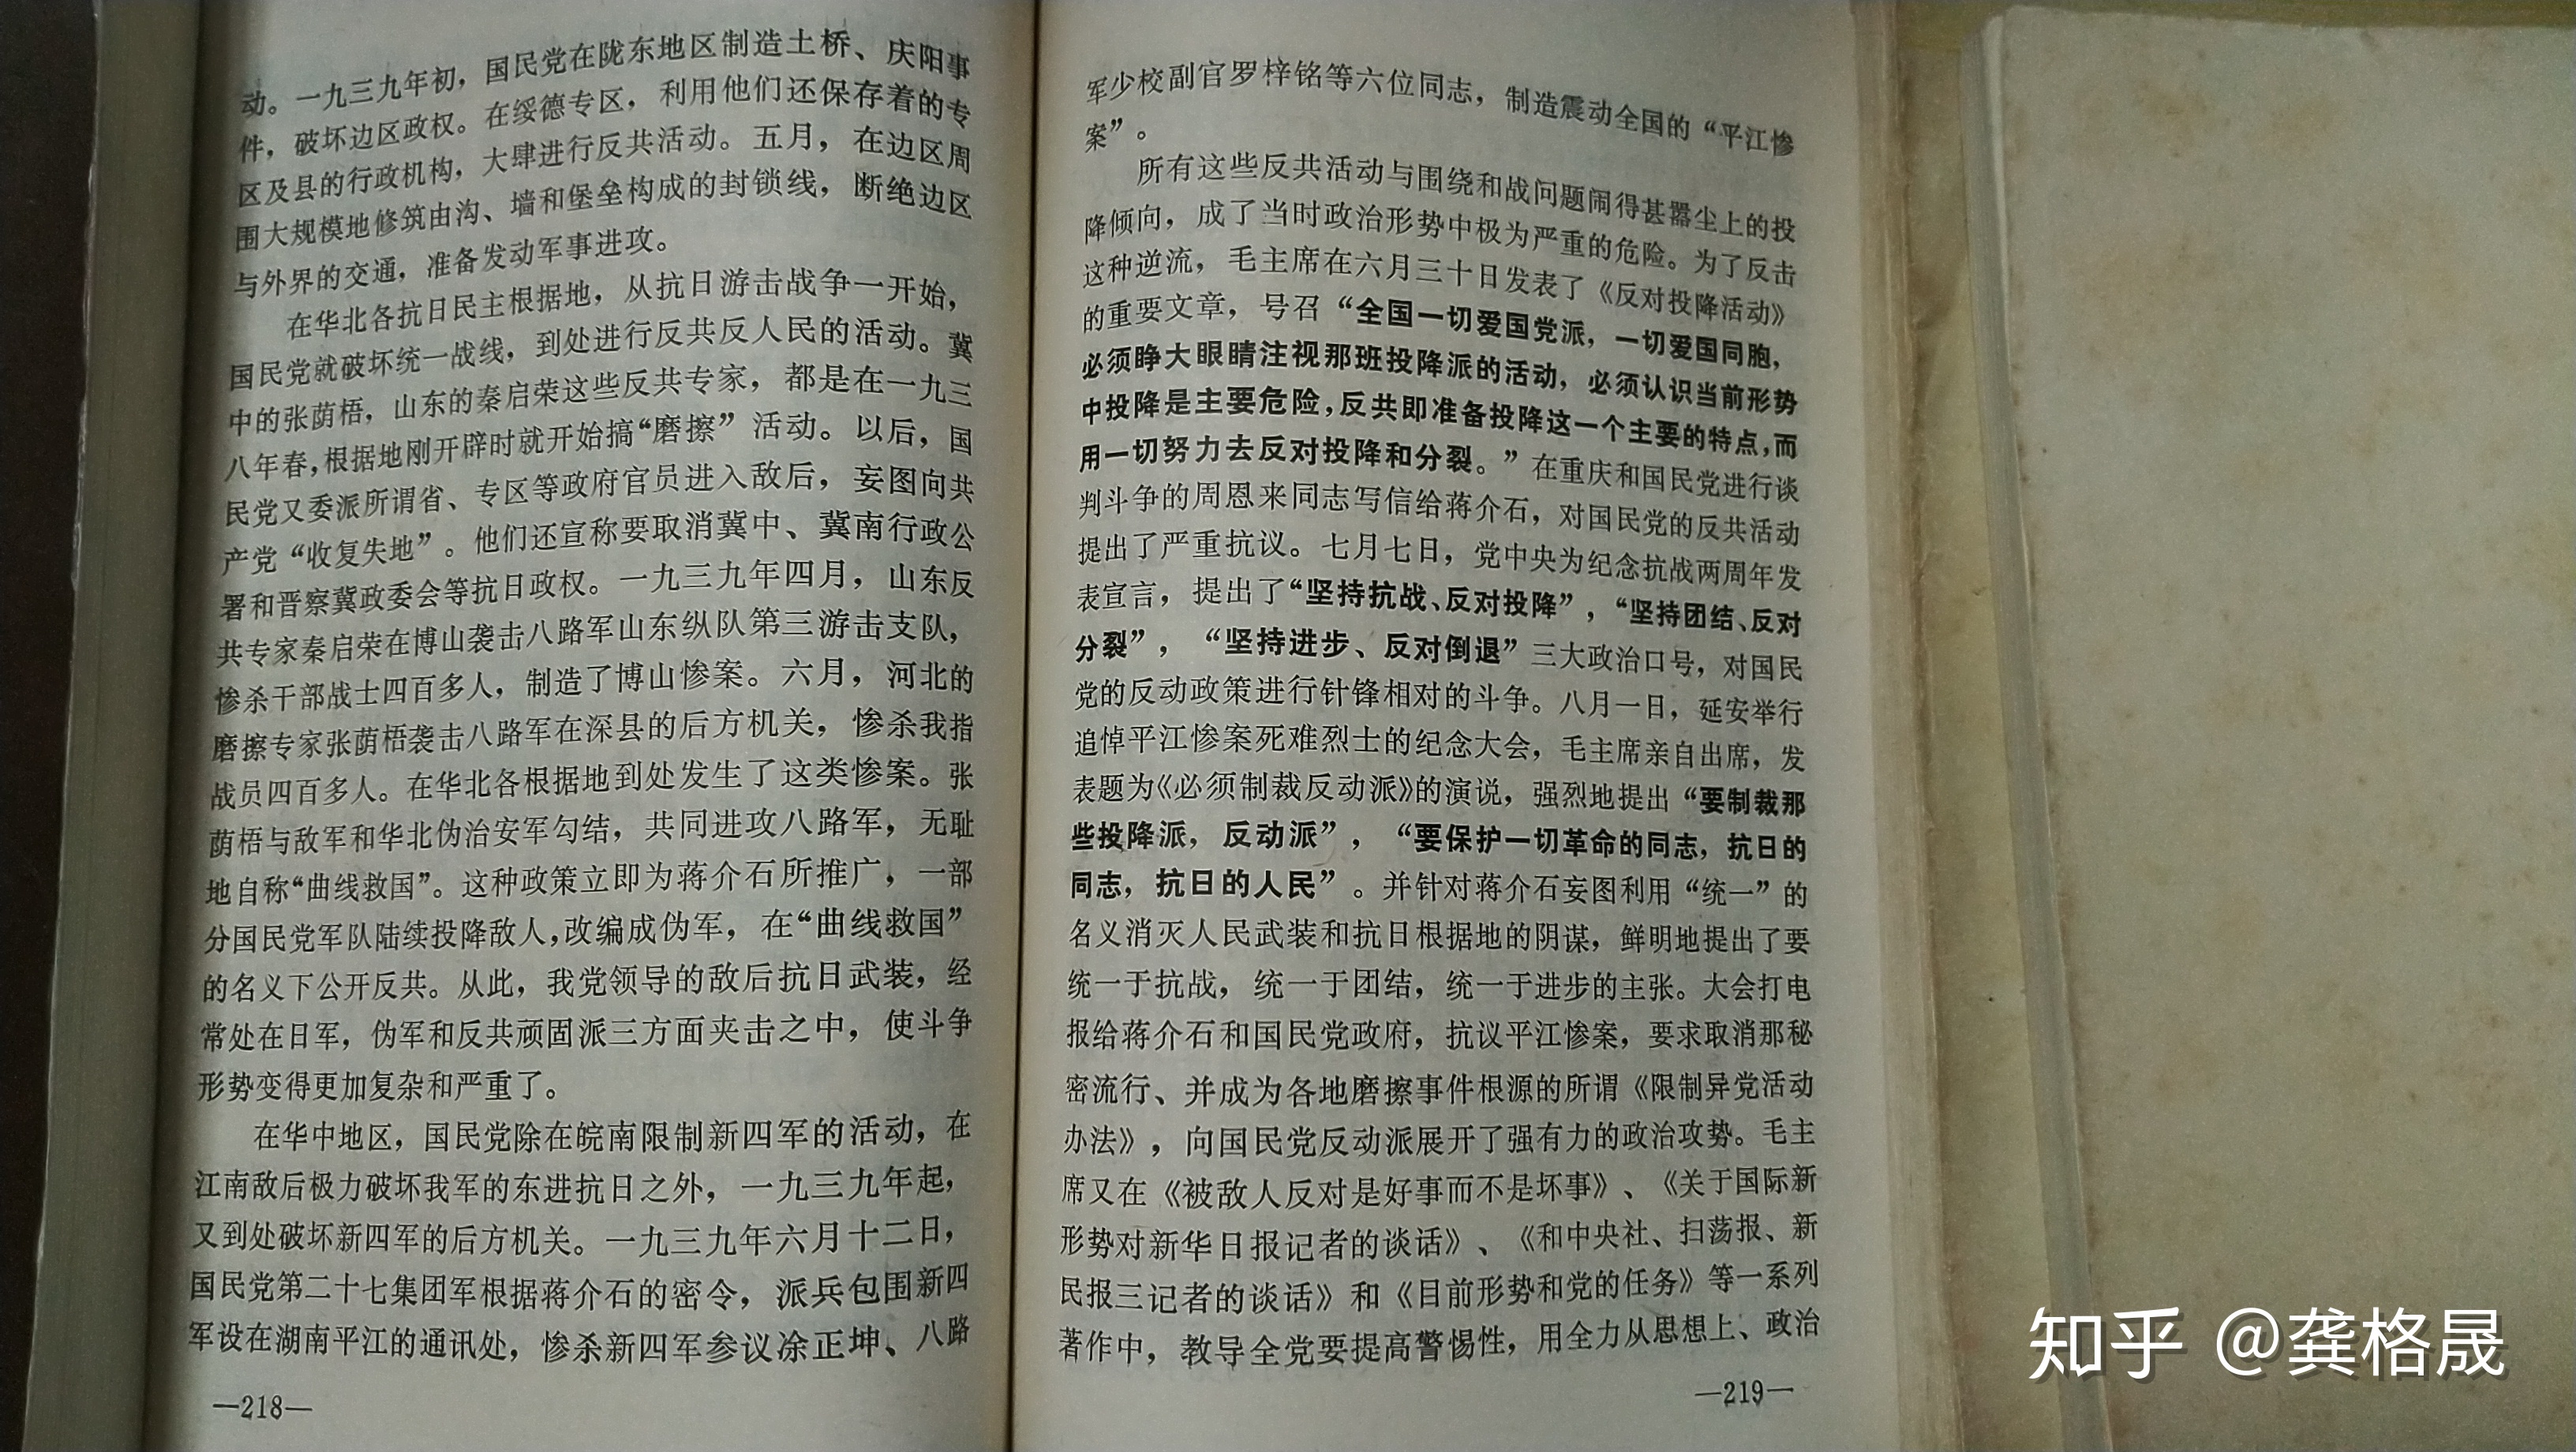 动。一九三九年初，国民党在陇东地区制造土桥、庆阳事
件，破坏边区政权。在绥德专区，利用他们还保存着的专
区及县的行政机构，大肆进行反共活动。五月，在边区周
围大规模地修筑由沟、墙和堡垒构成的封锁线，断绝边区
与外界的交通，准备发动军事进攻。
在华北各抗日民主根据地，从抗日游击战争一开始，
国民党就破坏统一战线，到处进行反共反人民的活动。冀
中的张荫梧，山东的秦启荣这些反共专家，都是在一九三
八年春，根据地刚开辟时就开始搞“磨擦”活动。以后，国
民党又委派所谓省、专区等政府官员进入敌后，妄图向共
产党“收复失地”。他们还宣称要取消冀中、冀南行政公
署和晋察冀政委会等抗日政权。一九三九年四月，山东反
共专家秦启荣在博山袭击八路军山东纵队第三游击支队，
惨杀干部战士四百多人，制造了博山惨案。六月，河北的
磨擦专家张荫梧袭击八路军在深县的后方机关，惨杀我指
战员四百多人。在华北各根据地到处发生了这类惨案。张
荫梧与敌军和华北伪治安军勾结，共同进攻八路军，无耻
地自称“曲线救国”。这种政策立即为蒋介石所推广，一部
分国民党军队陆续投降敌人，改编成伪军，在“曲线救国”
的名义下公开反共。从此，我党领导的敌后抗日武装，经
常处在日军，伪军和反共顽固派三方面夹击之中，使斗争
形势变得更加复杂和严重了。
在华中地区，国民党除在皖南限制新四军的活动，在
江南敌后极力破坏我军的东进抗日之外，一九三九年起，
又到处破坏新四军的后方机关。一九三九年六月十二日，
国民党第二十七集团军根据蒋介石的密令，派兵包围新四
军设在湖南平江的通讯处，惨杀新四军参议涂正坤、八路
—218—
军少校副官罗梓铭等六位同志，制造震动全国的“平江惨
案”。
所有这些反共活动与围绕和战问题闹得甚嚣尘上的投
降倾向，成了当时政治形势中极为严重的危险。为了反击
这种逆流，毛主席在六月三十日发表了《反对投降活动》
的重要文章，号召“全国一切爱国党派，一切爱国同胞，
必须睁大眼睛注视那班投降派的活动，必须认识当前形势
中投降是主要危险，反共即准备投降这一个主要的特点，而
用一切努力去反对投降和分裂。”在重庆和国民党进行谈
判斗争的周恩来同志写信给蒋介石，对国民党的反共活动
提出了严重抗议。七月七日，党中央为纪念抗战两周年发
表宣言，提出了“坚持抗战、反对投降”，“坚持团结、反对
分裂”，“坚持进步、反对倒退”三大政治口号，对国民
党的反动政策进行针锋相对的斗争。八月一日，延安举行
追悼平江惨案死难烈士的纪念大会，毛主席亲自出席，发
表题为《必须制裁反动派》的演说，强烈地提出“要制裁那
些投降派，反动派”，“要保护一切革命的同志，抗日的
同志，抗日的人民”。并针对蒋介石妄图利用“统一”的
名义消灭人民武装和抗日根据地的阴谋，鲜明地提出了要
统一于抗战，统一于团结，统一于进步的主张。大会打电
报给蒋介石和国民党政府，抗议平江惨案，要求取消那秘
密流行、并成为各地磨擦事件根源的所谓《限制异党活动
办法》，向国民党反动派展开了强有力的政治攻势。毛主
席又在《被敌人反对是好事而不是坏事》、《关于国际新
形势对新华日报记者的谈话》、《和中央社、扫荡报、新
民报三记者的谈话》和《目前形势和党的任务》等一系列
著作中，教导全党要提高警惕性，用全力从思想上、政治
—219—
知乎 @龚格晟